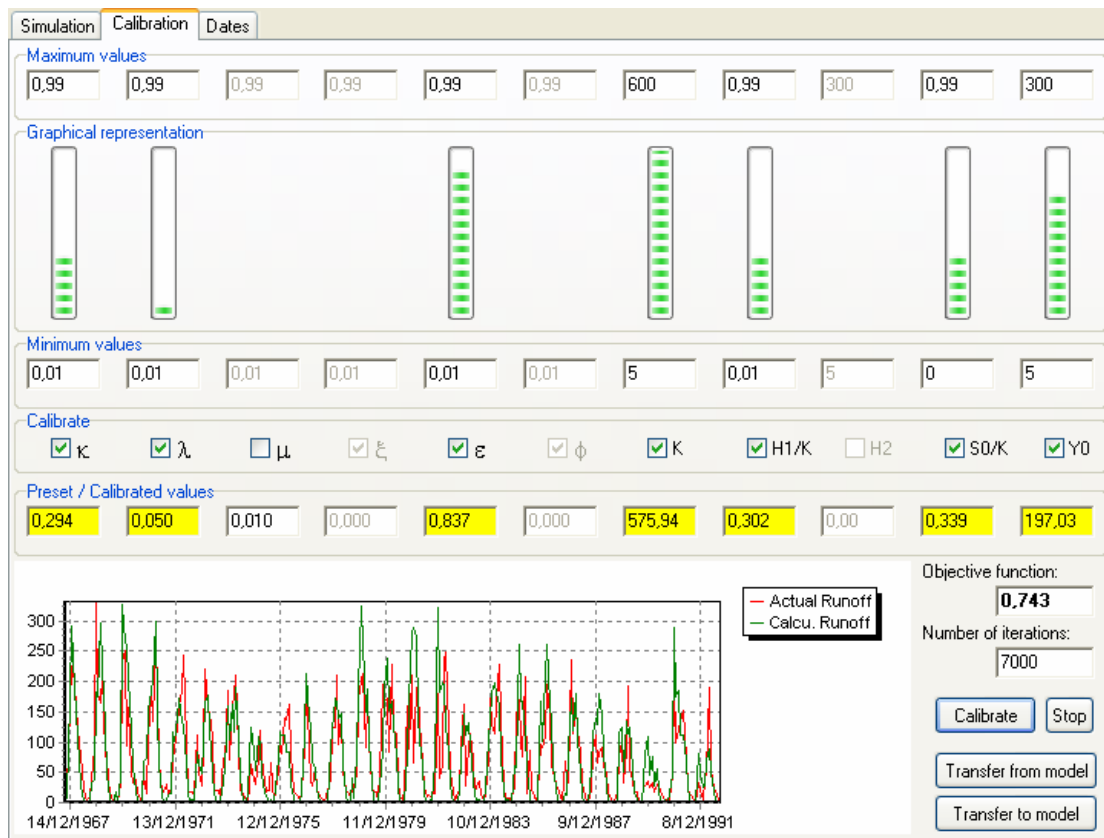 Simulation Calibration Dates
Maximum values
0,99 0,99 0,99 0,99 0,99 0,99 600 0,99 300 0,99 300
Graphical representation
Minimum values
0,01 0,01 0,01 0,01 0,01 0,01 5 0,01 5 0 5
Calibrate
κ λ μ ξ ε φ K H1/K H2 S0/K Y0
Preset / Calibrated values
0,294 0,050 0,010 0,000 0,837 0,000 575,94 0,302 0,00 0,339 197,03
Objective function:
0,743
Number of iterations:
7000
Calibrate Stop
Transfer from model
Transfer to model
Actual Runoff
Calcu. Runoff
300
250
200
150
100
50
0
14/12/1967 13/12/1971 12/12/1975 11/12/1979 10/12/1983 9/12/1987 8/12/1991